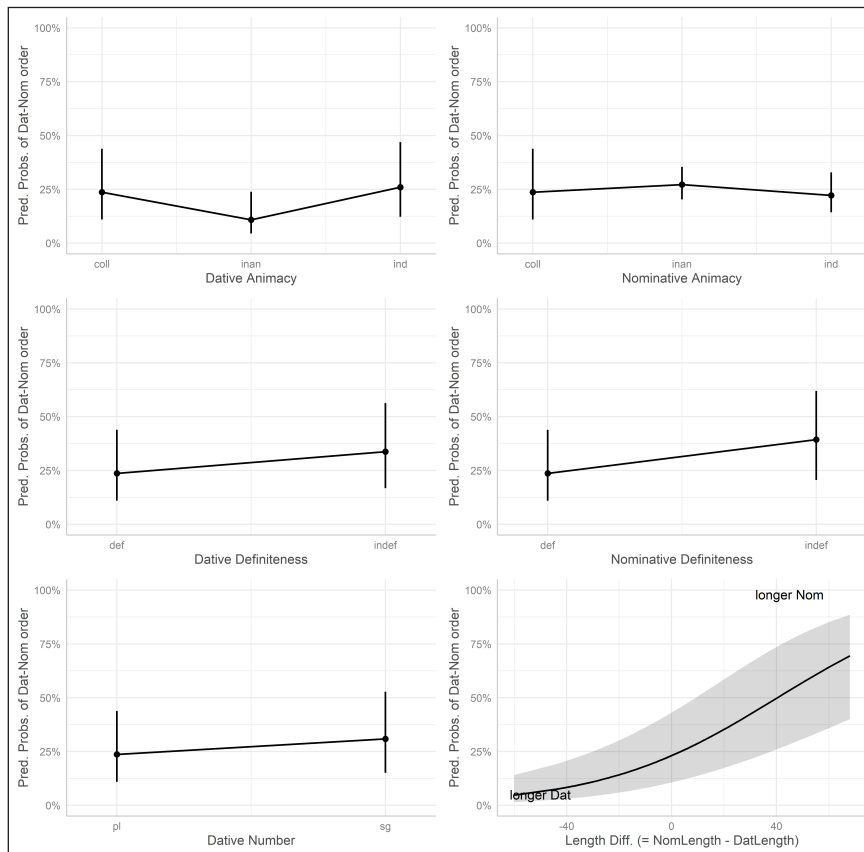 100%
75%
50%
25%
0%
Pred. Probs. of Dat-Nom order
coll inan ind
Dative Animacy
100%
75%
50%
25%
0%
Pred. Probs. of Dat-Nom order
coll inan ind
Nominative Animacy
100%
75%
50%
25%
0%
Pred. Probs. of Dat-Nom order
def indef
Dative Definiteness
100%
75%
50%
25%
0%
Pred. Probs. of Dat-Nom order
def indef
Nominative Definiteness
100%
75%
50%
25%
0%
Pred. Probs. of Dat-Nom order
pl sg
Dative Number
100%
75%
50%
25%
0%
Pred. Probs. of Dat-Nom order
longer Nom
longer Dat
-40 0 40
Length Diff. (= NomLength - DatLength)